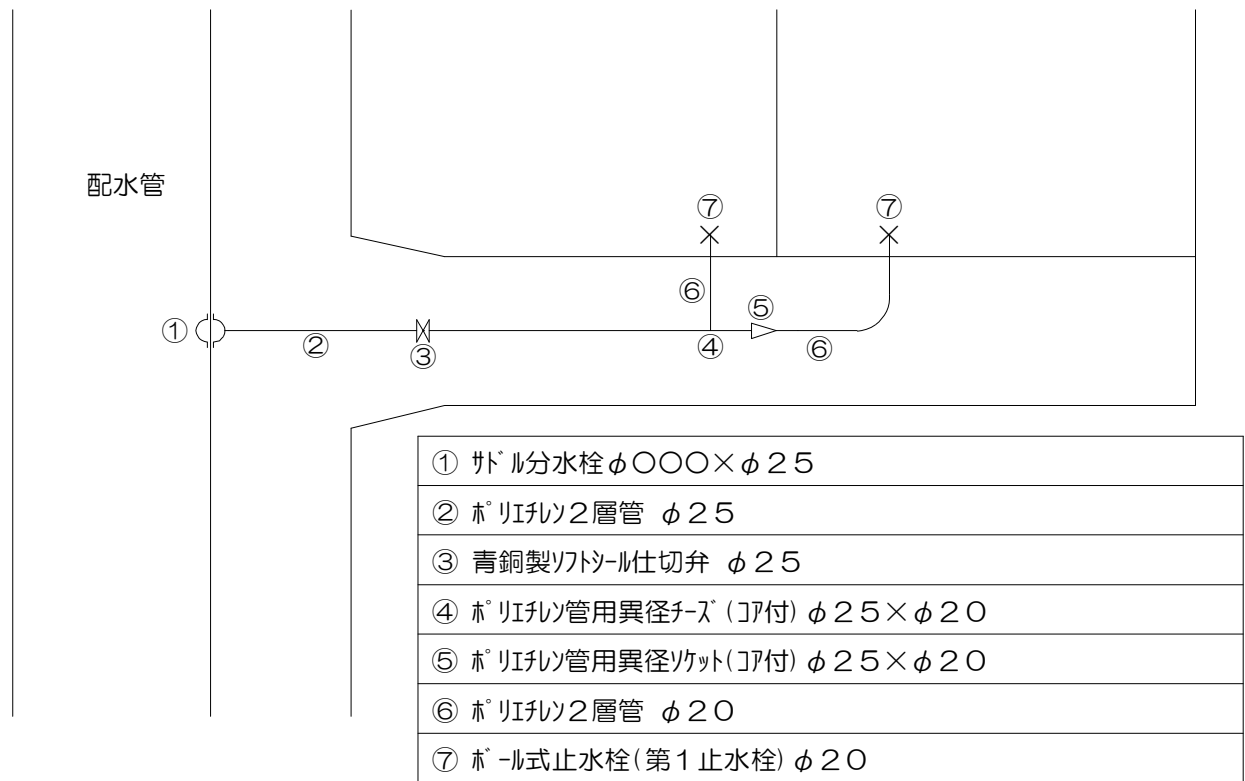 配水管
⑦
⑦
⑥
⑤
①
②
③
④
⑥
① ｻﾄﾞﾙ分水栓φ〇〇〇×φ２５
② ﾎﾟﾘｴﾁﾚﾝ２層管 φ２５
③ 青銅製ｿﾌﾄｼｰﾙ仕切弁 φ２５
④ ﾎﾟﾘｴﾁﾚﾝ管用異径ﾁｰｽﾞ(ｺｱ付)φ２５×φ２０
⑤ ﾎﾟﾘｴﾁﾚﾝ管用異径ｿｹｯﾄ(ｺｱ付)φ２５×φ２０
⑥ ﾎﾟﾘｴﾁﾚﾝ２層管 φ２０
⑦ ﾎﾞｰﾙ式止水栓(第１止水栓)φ２０